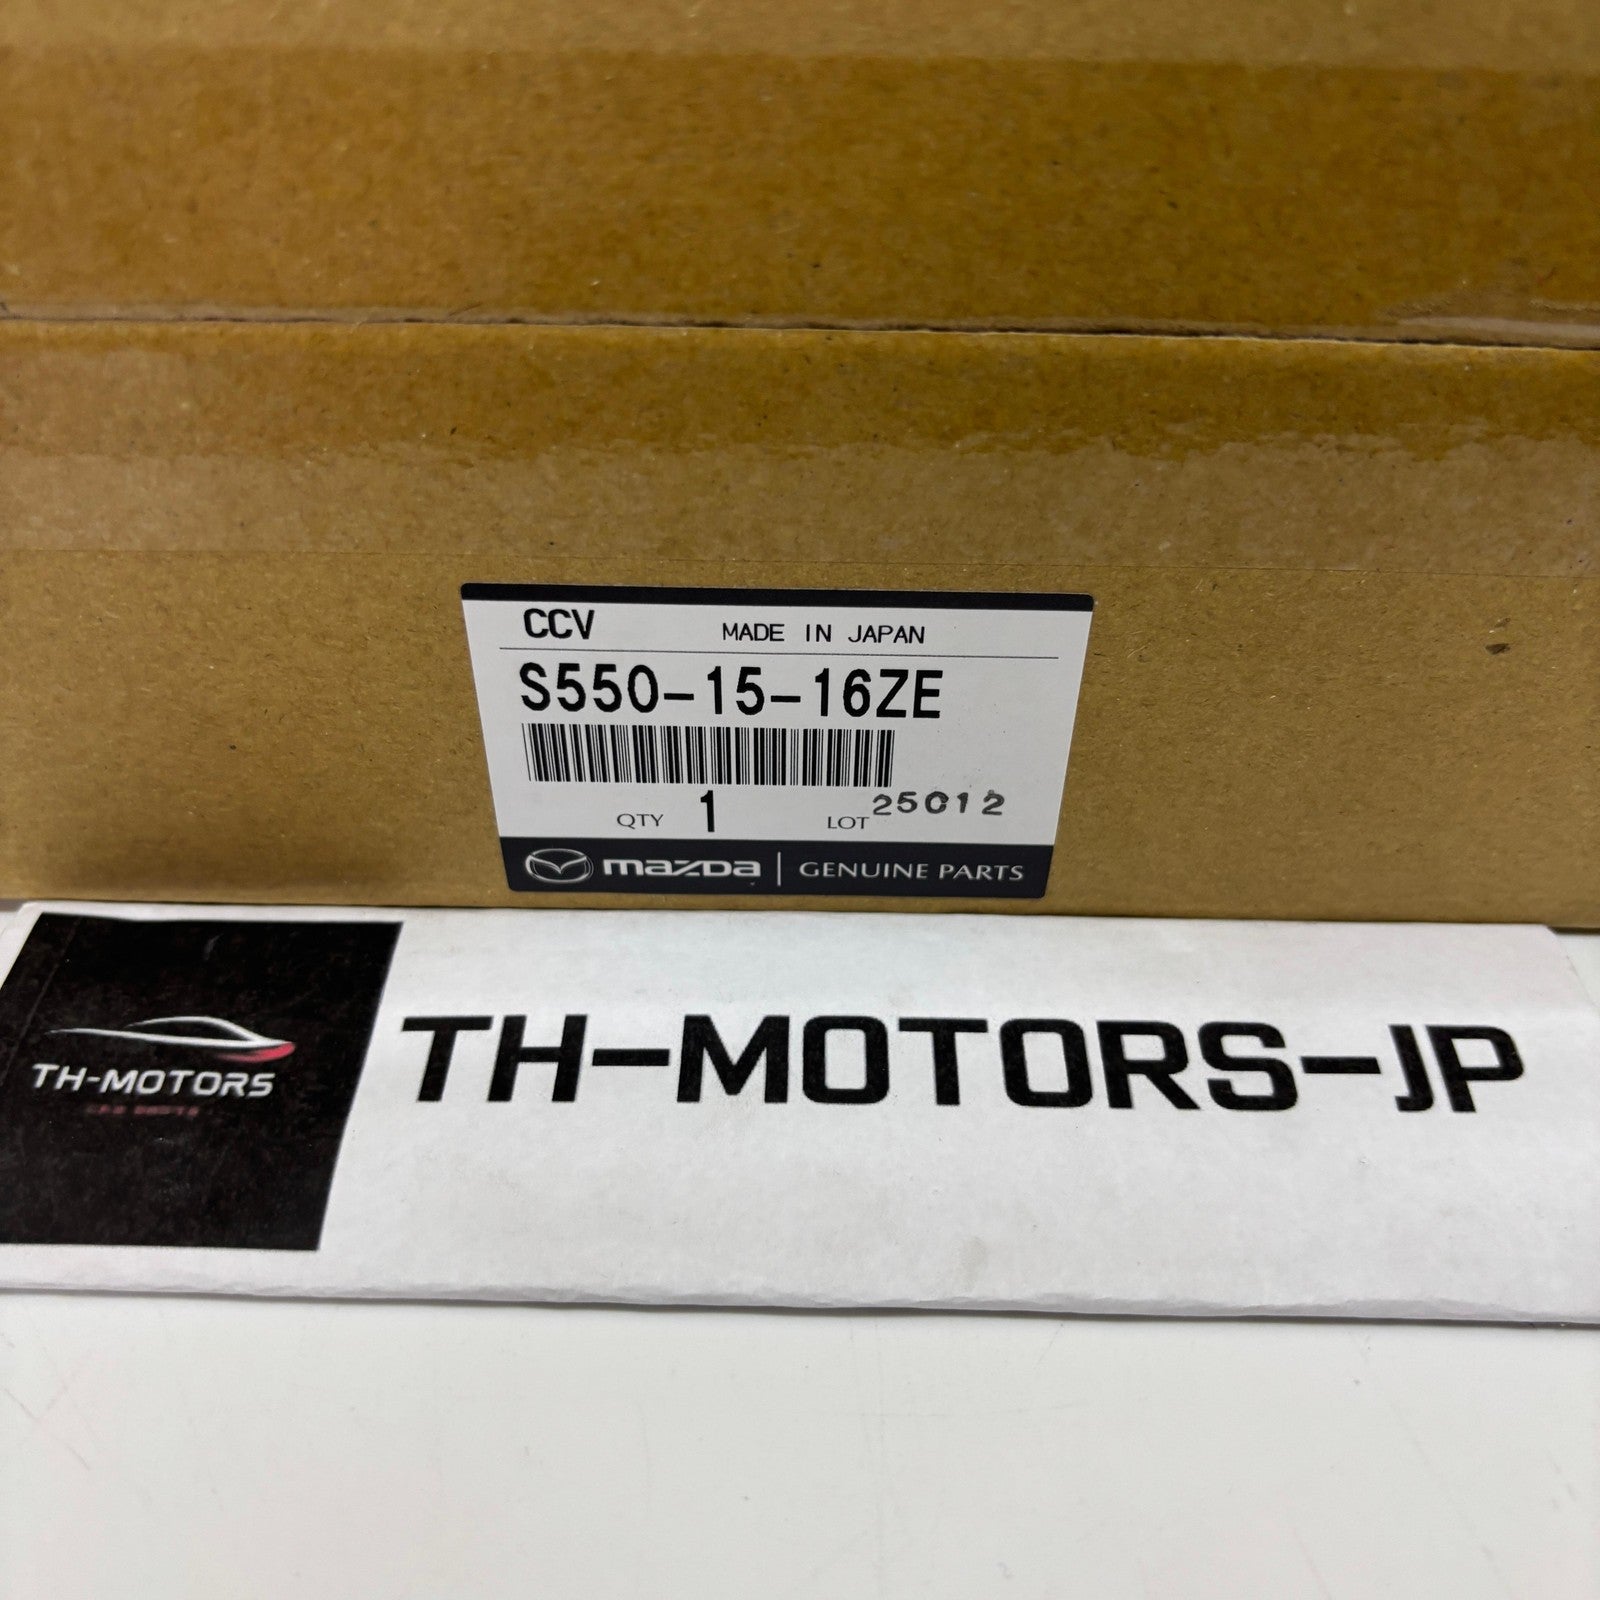 CCV MADE IN JAPAN
S550-15-16ZE
QTY 1 LOT 25012
mazda GENUINE PARTS
TH-MOTORS
TH-MOTORS-JP